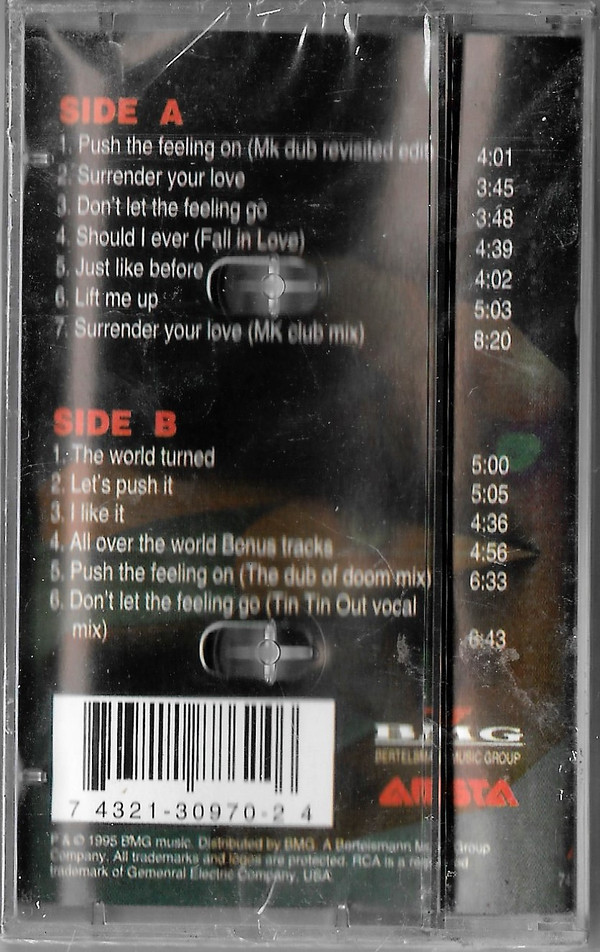 SIDE A
1. Push the feeling on (Mk dub revisited edit 4:01
2. Surrender your love 3:45
3. Don't let the feeling go 3:48
4. Should I ever (Fall in Love) 4:39
5. Just like before 4:02
6. Lift me up 5:03
7. Surrender your love (MK club mix) 8:20
SIDE B
1. The world turned 5:00
2. Let's push it 5:05
3. I like it 4:36
4. All over the world Bonus tracks 4:56
5. Push the feeling on (The dub of doom mix) 6:33
6. Don't let the feeling go (Tin Tin Out vocal
mix) 6:43
BMG
BERTELSMA MUSIC GROUP
ARISTA
7 4321-30970-2 4
P & © 1995 BMG music. Distributed by BMG. A Bertelsmann Music Group
Company. All trademarks and logos are protected. RCA is a
trademark of Gemenral Electric Company, USA